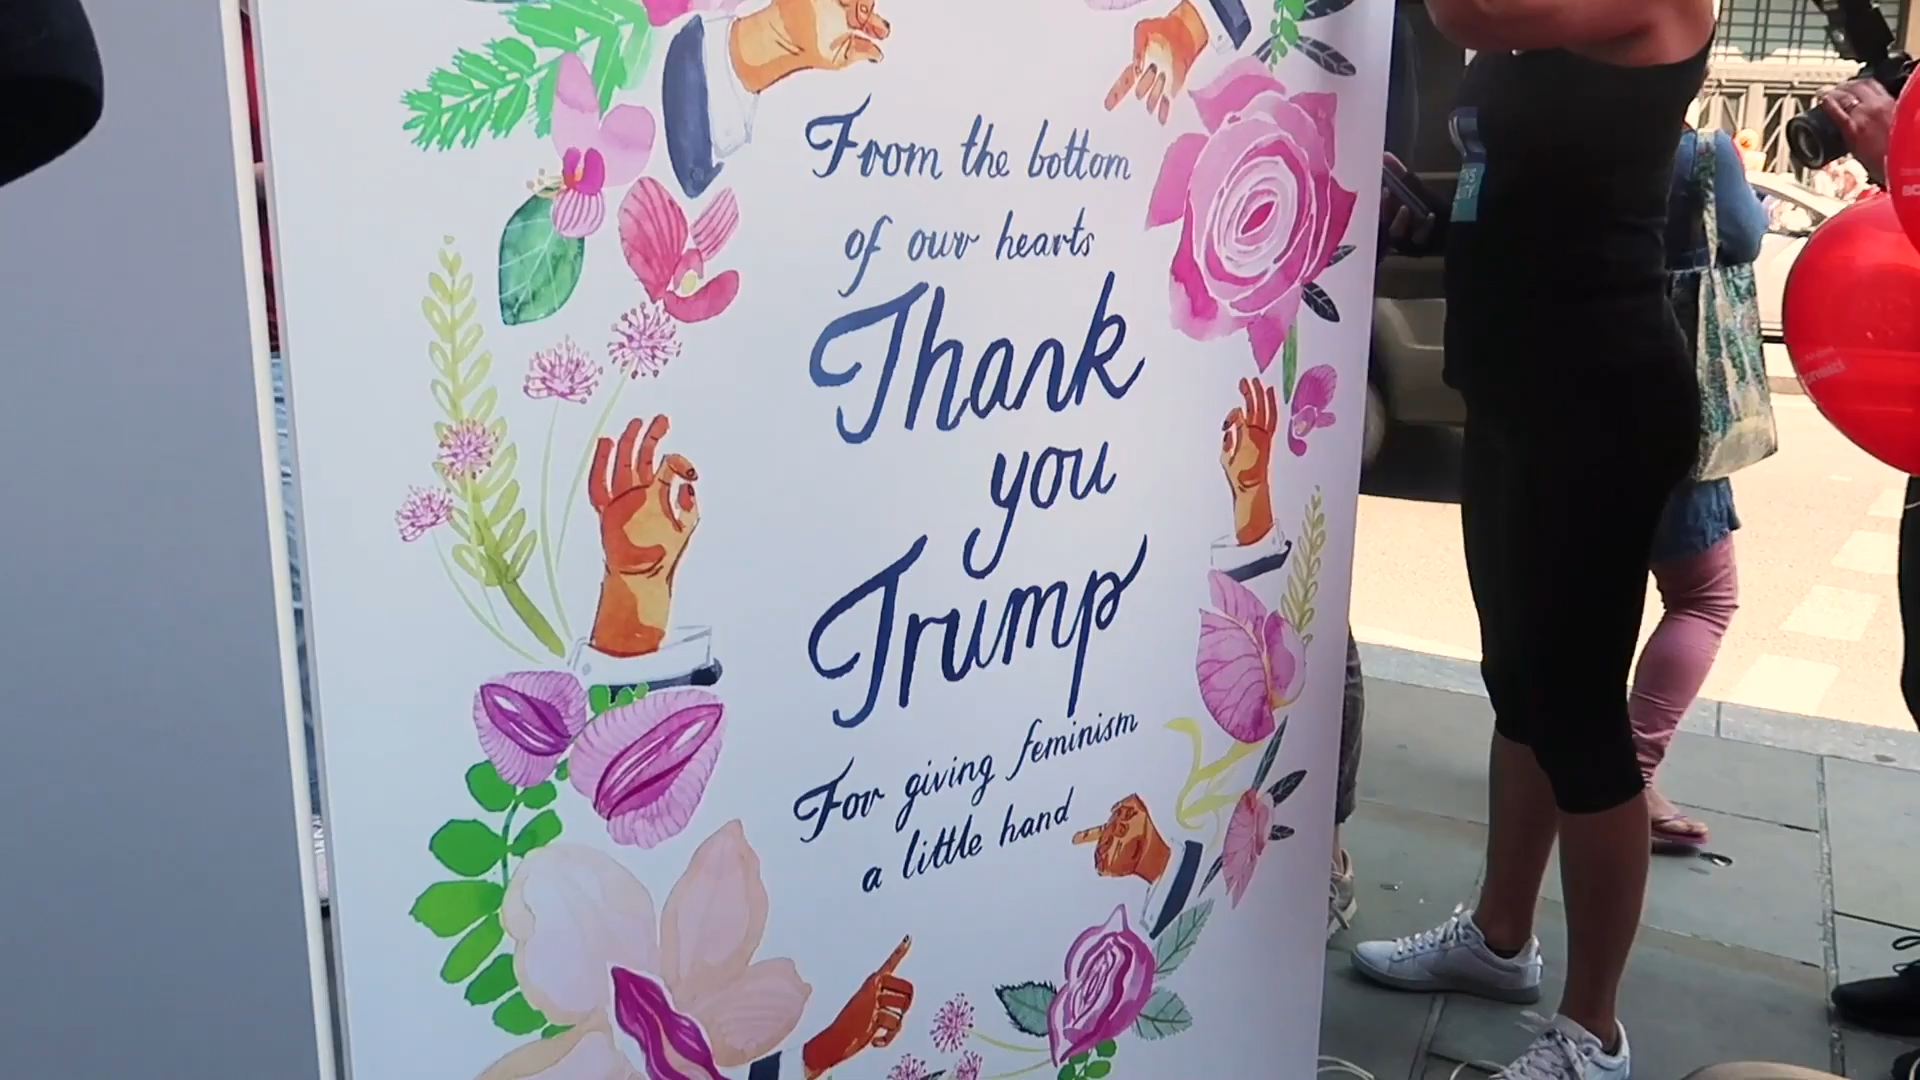 From the bottom
of our hearts
Thank
you
Trump
For giving feminism
a little hand